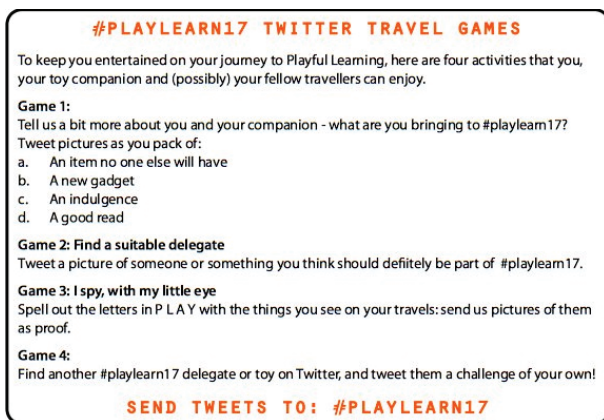 #PLAYLEARN17 TWITTER TRAVEL GAMES
To keep you entertained on your journey to Playful Learning, here are four activities that you,
your toy companion and (possibly) your fellow travellers can enjoy.
Game 1:
Tell us a bit more about you and your companion - what are you bringing to #playlearn17?
Tweet pictures as you pack of:
a. An item no one else will have
b. A new gadget
c. An indulgence
d. A good read
Game 2: Find a suitable delegate
Tweet a picture of someone or something you think should defiitely be part of #playlearn17.
Game 3: I spy, with my little eye
Spell out the letters in P L A Y with the things you see on your travels: send us pictures of them
as proof.
Game 4:
Find another #playlearn17 delegate or toy on Twitter, and tweet them a challenge of your own!
SEND TWEETS TO: #PLAYLEARN17